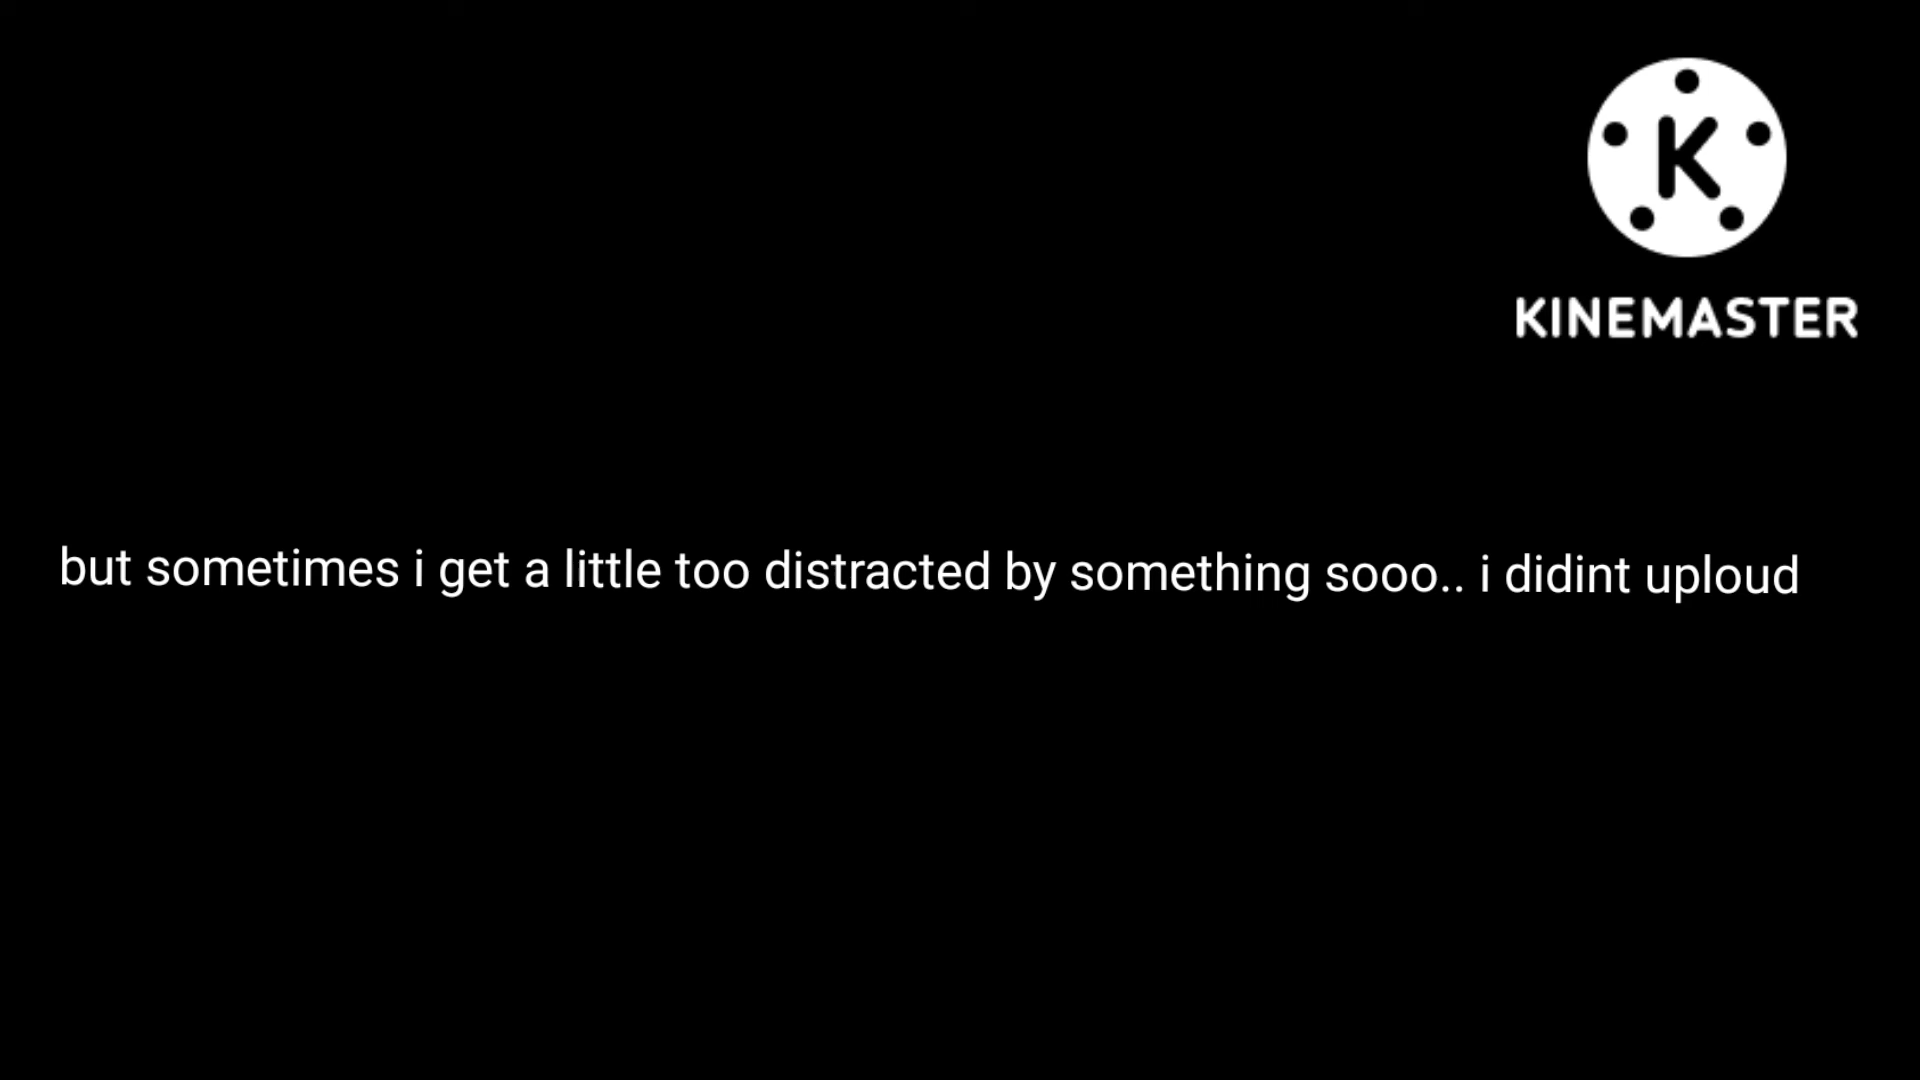 K
KINEMASTER
but sometimes i get a little too distracted by something sooo.. i didint uploud